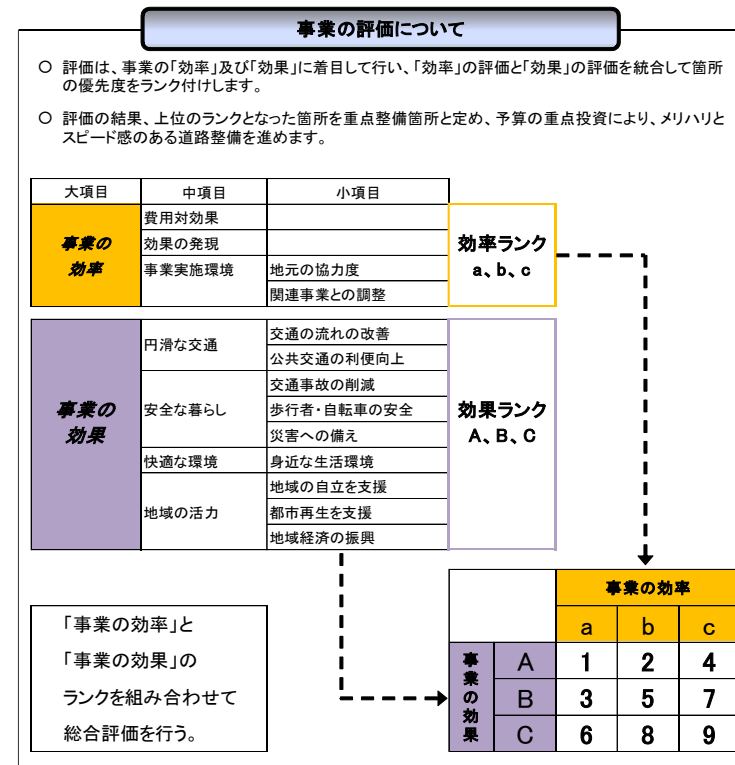 事業の評価について
○ 評価は、事業の「効率」及び「効果」に着目して行い、「効率」の評価と「効果」の評価を統合して箇所
の優先度をランク付けします。
○ 評価の結果、上位のランクとなった箇所を重点整備箇所と定め、予算の重点投資により、メリハリと
スピード感のある道路整備を進めます。
大項目 中項目 小項目
事業の
効率
費用対効果
効果の発現
事業実施環境 地元の協力度
関連事業との調整
効率ランク
a、b、c
事業の
効果
円滑な交通 交通の流れの改善
公共交通の利便向上
安全な暮らし 交通事故の削減
歩行者・自転車の安全
災害への備え
快適な環境 身近な生活環境
地域の活力 地域の自立を支援
都市再生を支援
地域経済の振興
効果ランク
A、B、C
「事業の効率」と
「事業の効果」の
ランクを組み合わせて
総合評価を行う。
事業の効率
a b c
事業の効果
A 1 2 4
B 3 5 7
C 6 8 9